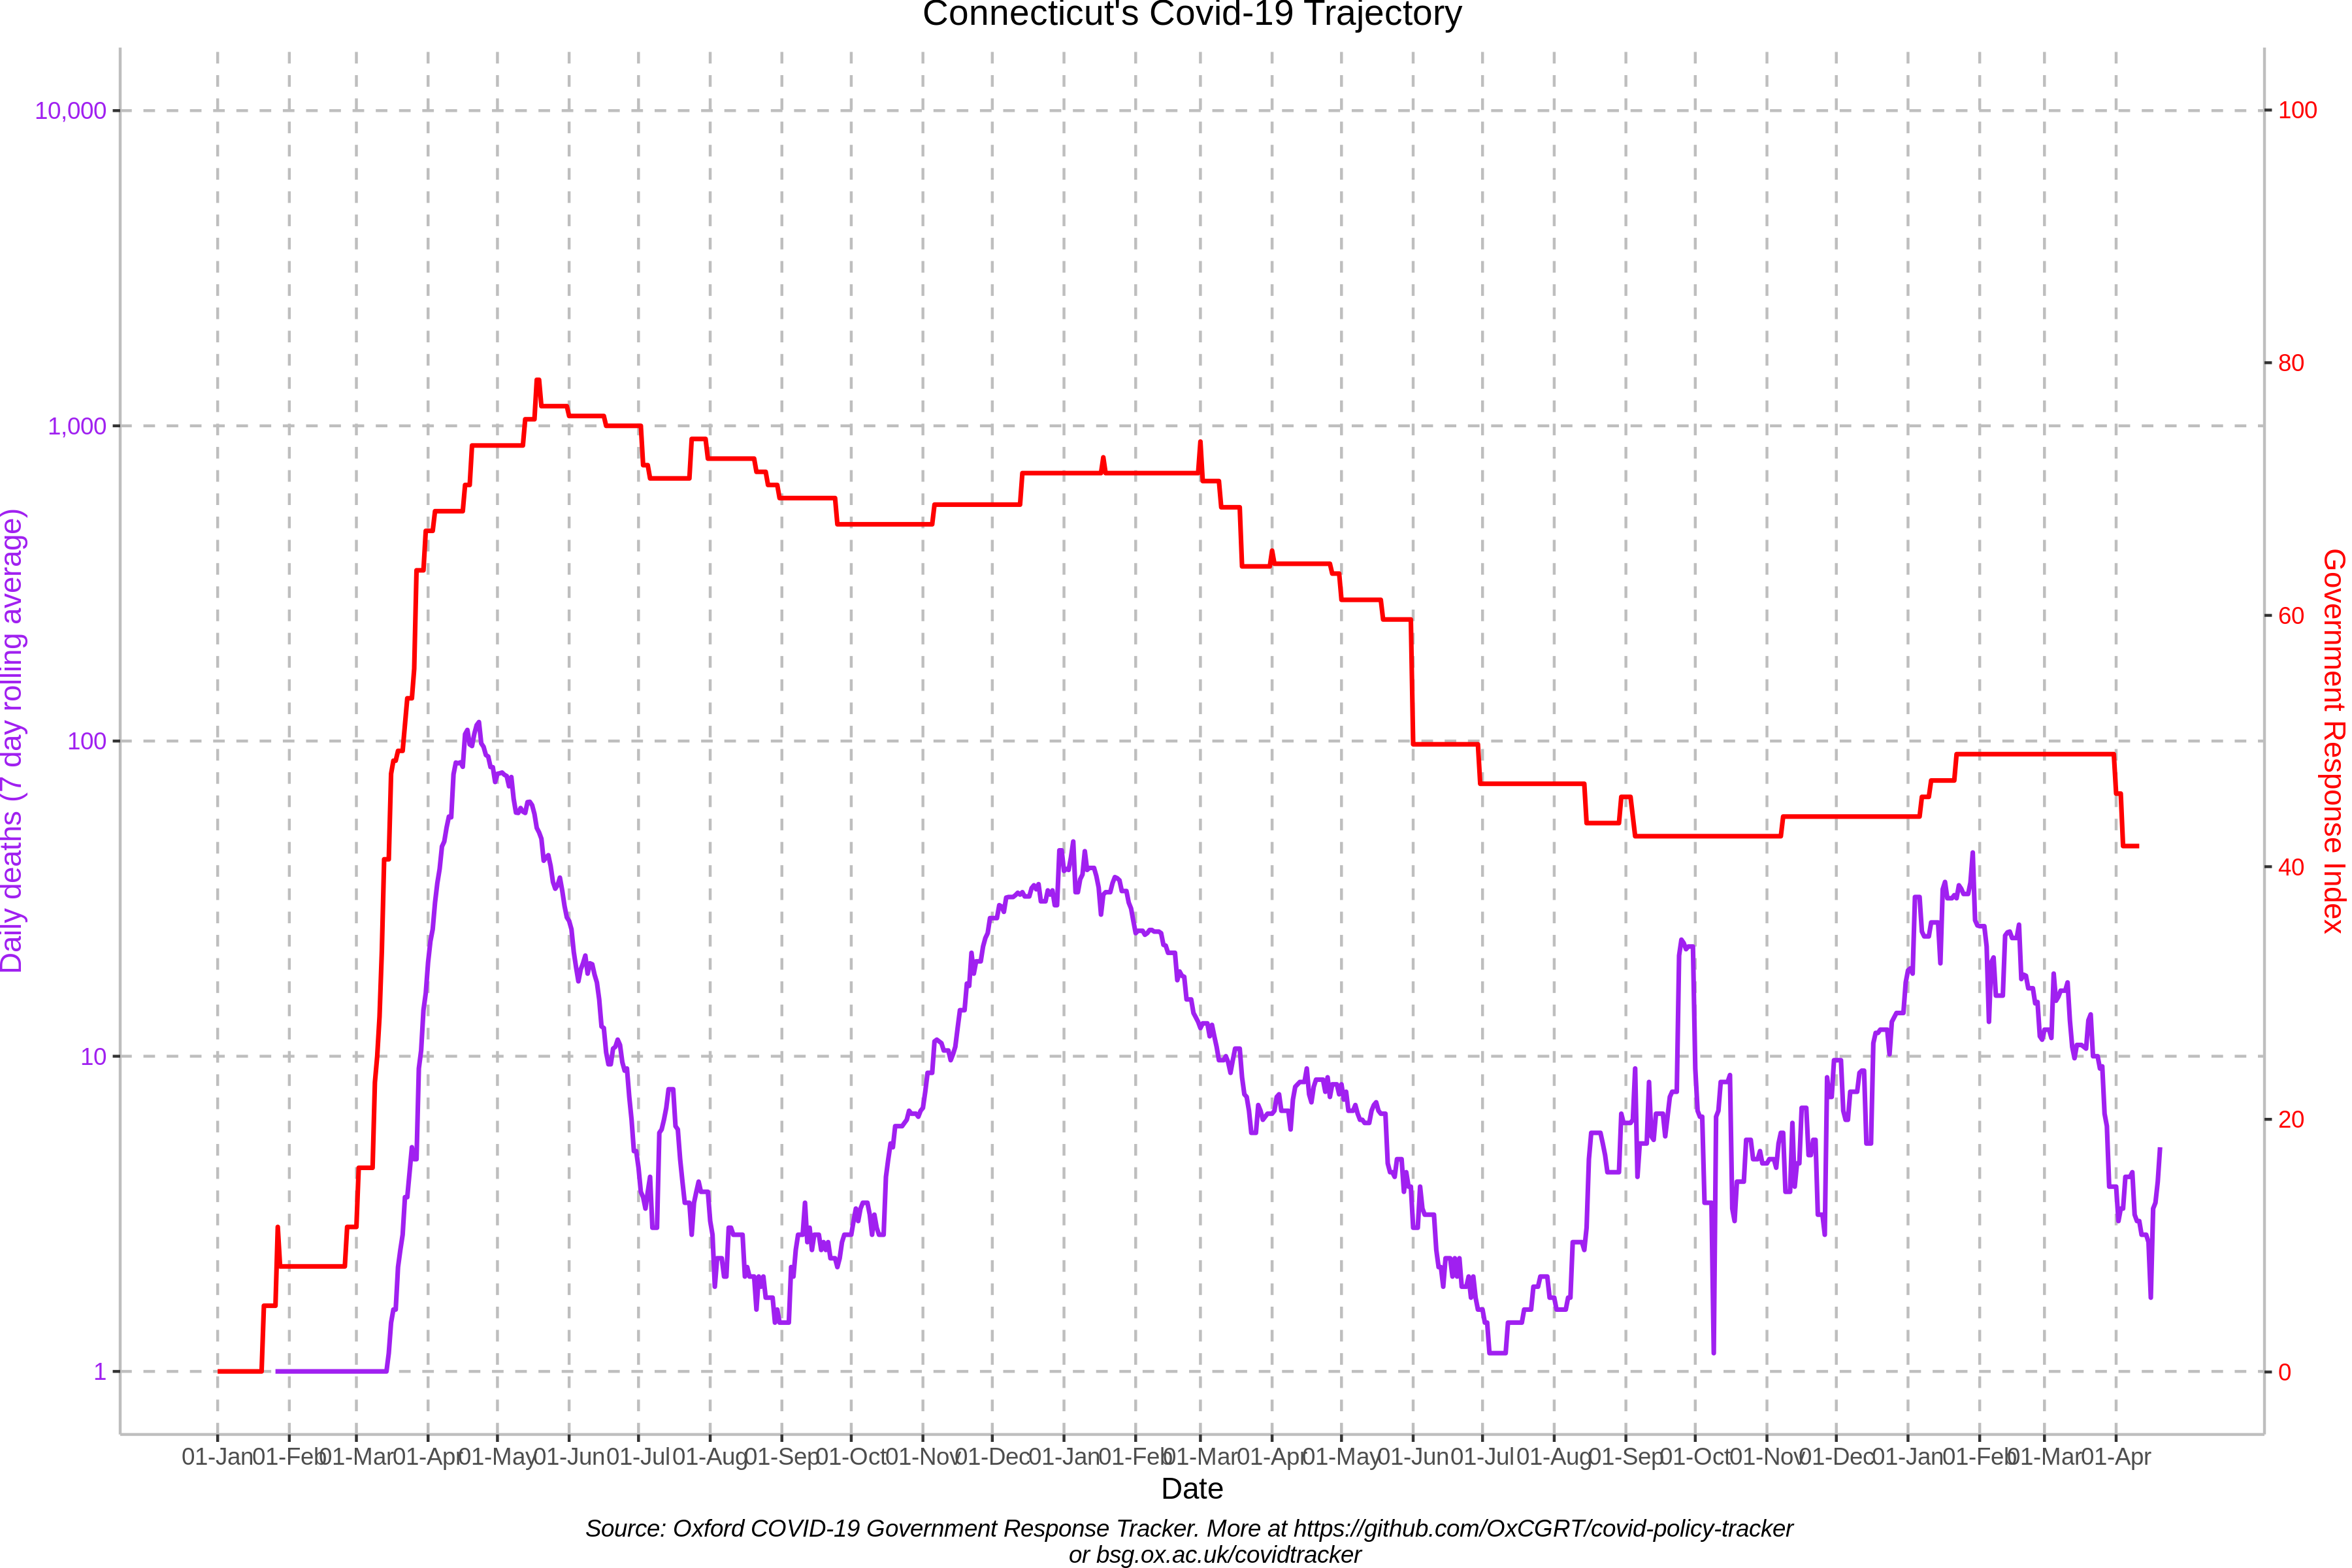 Connecticut's Covid-19 Trajectory
10,000
1,000
100
10
1
Daily deaths (7 day rolling average)
100
80
60
40
20
0
Government Response Index
01-Jan 01-Feb 01-Mar 01-Apr 01-May 01-Jun 01-Jul 01-Aug 01-Sep 01-Oct 01-Nov 01-Dec 01-Jan 01-Feb 01-Mar 01-Apr 01-May 01-Jun 01-Jul 01-Aug 01-Sep 01-Oct 01-Nov 01-Dec 01-Jan 01-Feb 01-Mar 01-Apr
Date
Source: Oxford COVID-19 Government Response Tracker. More at https://github.com/OxCGRT/covid-policy-tracker
or bsg.ox.ac.uk/covidtracker